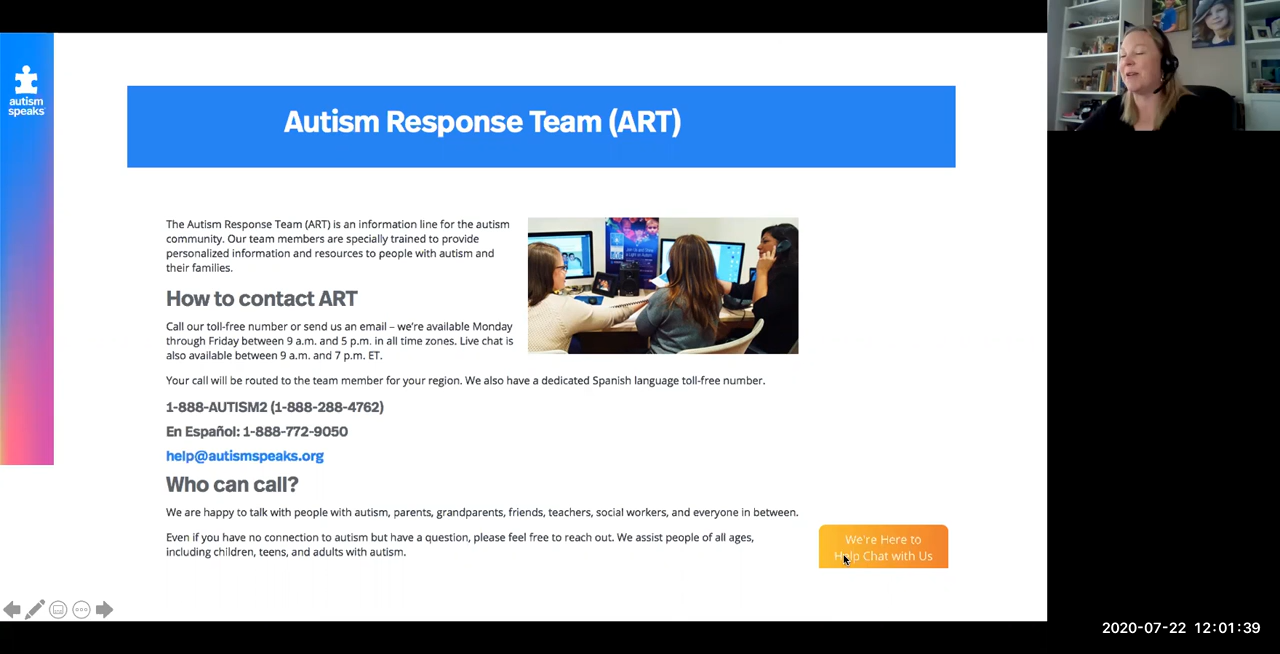 autism
speaks
Autism Response Team (ART)
The Autism Response Team (ART) is an information line for the autism
community. Our team members are specially trained to provide
personalized information and resources to people with autism and
their families.
How to contact ART
Call our toll-free number or send us an email – we're available Monday
through Friday between 9 a.m. and 5 p.m. in all time zones. Live chat is
also available between 9 a.m. and 7 p.m. ET.
Your call will be routed to the team member for your region. We also have a dedicated Spanish language toll-free number.
1-888-AUTISM2 (1-888-288-4762)
En Español: 1-888-772-9050
help@autismspeaks.org
Who can call?
We are happy to talk with people with autism, parents, grandparents, friends, teachers, social workers, and everyone in between.
Even if you have no connection to autism but have a question, please feel free to reach out. We assist people of all ages,
including children, teens, and adults with autism.
We're Here to
Help Chat with Us
2020-07-22 12:01:39